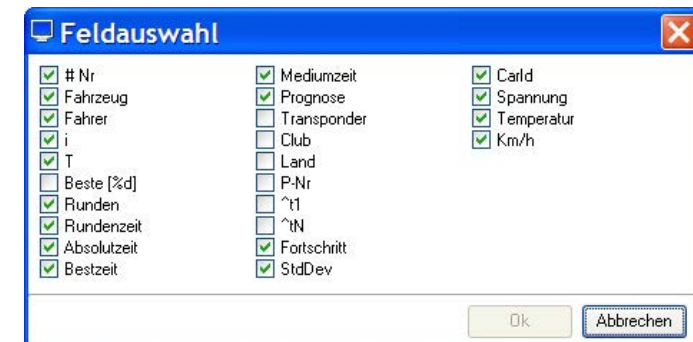 Feldauswahl
# Nr
Fahrzeug
Fahrer
i
T
Beste [%d]
Runden
Rundenzeit
Absolutzeit
Bestzeit
Mediumzeit
Prognose
Transponder
Club
Land
P-Nr
^t1
^tN
Fortschritt
StdDev
CarId
Spannung
Temperatur
Km/h
Ok
Abbrechen